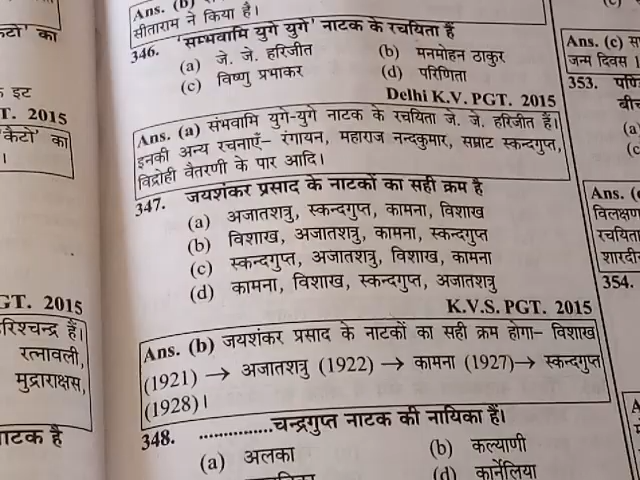 Ans. (b)
सीताराम ने किया है।
346. 'सम्भवामि युगे युगे' नाटक के रचयिता हैं
(a) जे. जे. हरिजीत (b) मनमोहन ठाकुर
(c) विष्णु प्रभाकर (d) परिणिता
Delhi K.V. PGT. 2015
Ans. (a) संभवामि युगे-युगे नाटक के रचयिता जे. जे. हरिजीत हैं।
इनकी अन्य रचनाएँ– रंगायन, महाराज नन्दकुमार, सम्राट स्कन्दगुप्त,
विद्रोही वैतरणी के पार आदि।
347. जयशंकर प्रसाद के नाटकों का सही क्रम है
(a) अजातशत्रु, स्कन्दगुप्त, कामना, विशाख
(b) विशाख, अजातशत्रु, कामना, स्कन्दगुप्त
(c) स्कन्दगुप्त, अजातशत्रु, विशाख, कामना
(d) कामना, विशाख, स्कन्दगुप्त, अजातशत्रु
K.V.S. PGT. 2015
Ans. (b) जयशंकर प्रसाद के नाटकों का सही क्रम होगा– विशाख
(1921) → अजातशत्रु (1922) → कामना (1927)→ स्कन्दगुप्त
(1928)।
348. ...............चन्द्रगुप्त नाटक की नायिका हैं।
(a) अलका (b) कल्याणी
(d) कार्नेलिया
का
इट
T. 2015
'कैटो' का
GT. 2015
हैं।
रत्नावली,
मुद्राराक्षस,
है
Ans. (c)
जन्म दिवस
353.
(a)
(c
Ans.
विलक्षण
रचयिता
354.